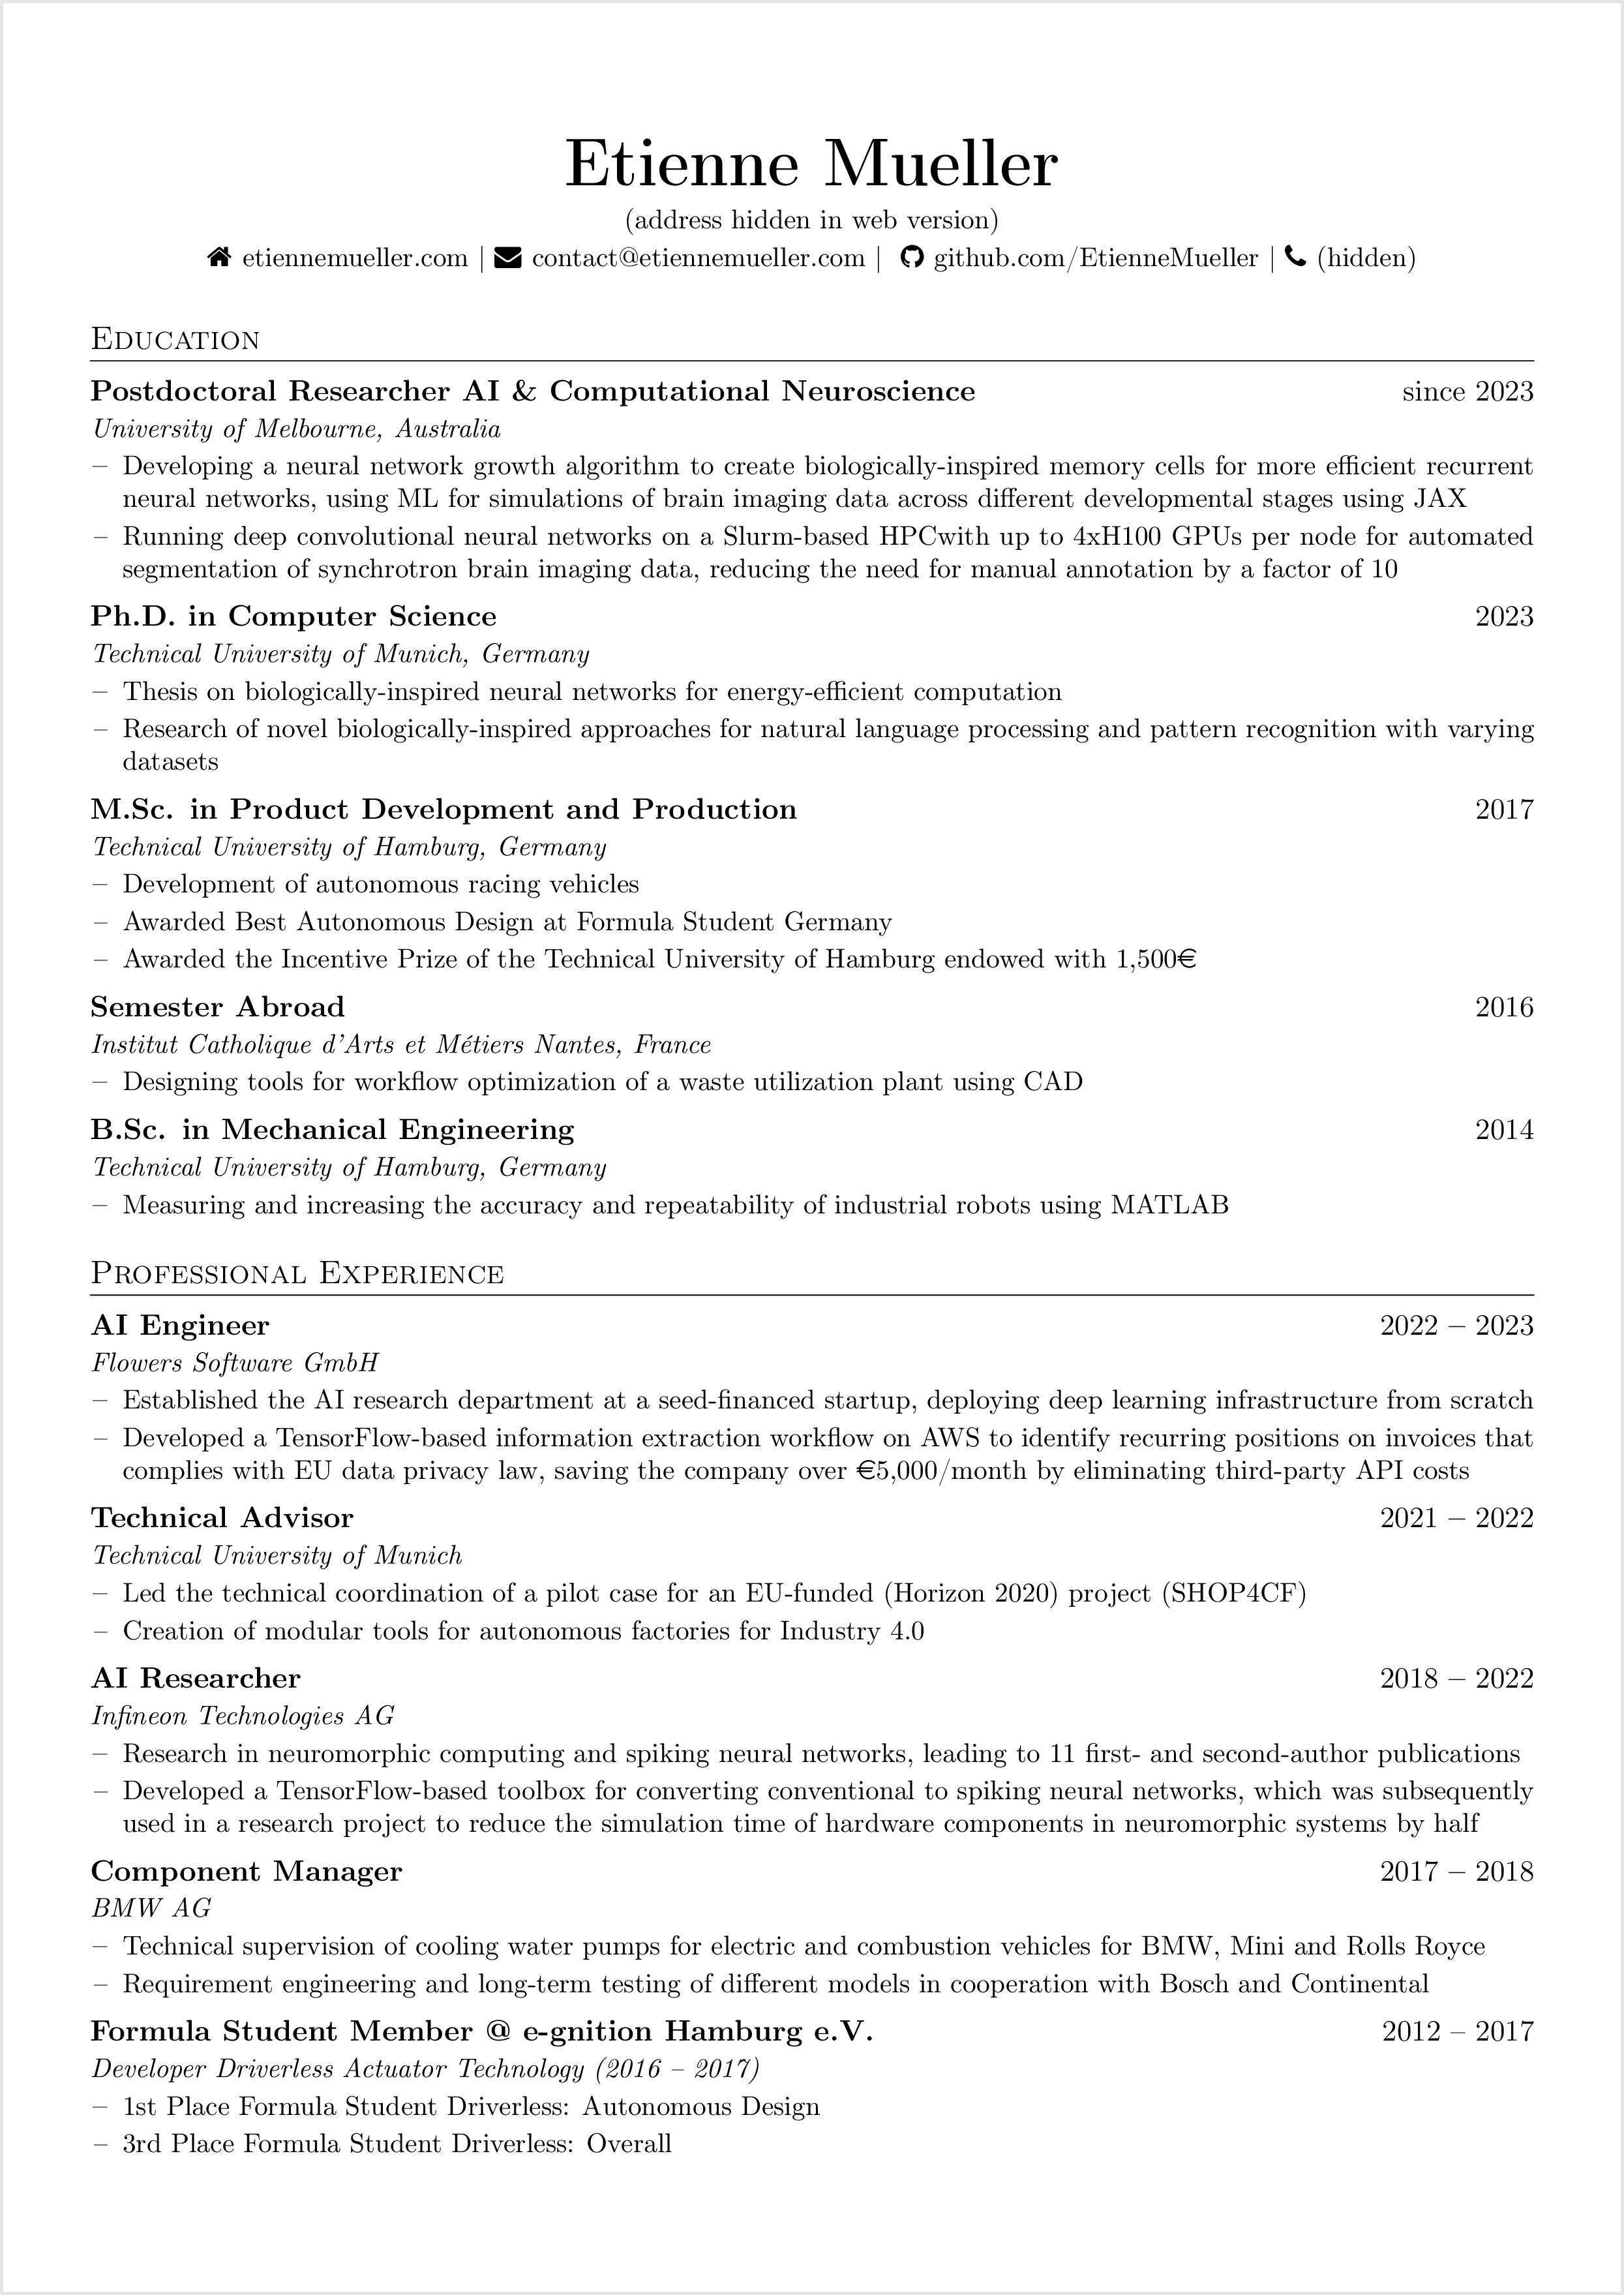 Etienne Mueller
(address hidden in web version)
etiennemueller.com | contact@etiennemueller.com | github.com/EtienneMueller | (hidden)
Education
Postdoctoral Researcher AI & Computational Neuroscience since 2023
University of Melbourne, Australia
– Developing a neural network growth algorithm to create biologically-inspired memory cells for more efficient recurrent
neural networks, using ML for simulations of brain imaging data across different developmental stages using JAX
– Running deep convolutional neural networks on a Slurm-based HPCwith up to 4xH100 GPUs per node for automated
segmentation of synchrotron brain imaging data, reducing the need for manual annotation by a factor of 10
Ph.D. in Computer Science 2023
Technical University of Munich, Germany
– Thesis on biologically-inspired neural networks for energy-efficient computation
– Research of novel biologically-inspired approaches for natural language processing and pattern recognition with varying
datasets
M.Sc. in Product Development and Production 2017
Technical University of Hamburg, Germany
– Development of autonomous racing vehicles
– Awarded Best Autonomous Design at Formula Student Germany
– Awarded the Incentive Prize of the Technical University of Hamburg endowed with 1,500€
Semester Abroad 2016
Institut Catholique d'Arts et Métiers Nantes, France
– Designing tools for workflow optimization of a waste utilization plant using CAD
B.Sc. in Mechanical Engineering 2014
Technical University of Hamburg, Germany
– Measuring and increasing the accuracy and repeatability of industrial robots using MATLAB
Professional Experience
AI Engineer 2022 – 2023
Flowers Software GmbH
– Established the AI research department at a seed-financed startup, deploying deep learning infrastructure from scratch
– Developed a TensorFlow-based information extraction workflow on AWS to identify recurring positions on invoices that
complies with EU data privacy law, saving the company over €5,000/month by eliminating third-party API costs
Technical Advisor 2021 – 2022
Technical University of Munich
– Led the technical coordination of a pilot case for an EU-funded (Horizon 2020) project (SHOP4CF)
– Creation of modular tools for autonomous factories for Industry 4.0
AI Researcher 2018 – 2022
Infineon Technologies AG
– Research in neuromorphic computing and spiking neural networks, leading to 11 first- and second-author publications
– Developed a TensorFlow-based toolbox for converting conventional to spiking neural networks, which was subsequently
used in a research project to reduce the simulation time of hardware components in neuromorphic systems by half
Component Manager 2017 – 2018
BMW AG
– Technical supervision of cooling water pumps for electric and combustion vehicles for BMW, Mini and Rolls Royce
– Requirement engineering and long-term testing of different models in cooperation with Bosch and Continental
Formula Student Member @ e-gnition Hamburg e.V. 2012 – 2017
Developer Driverless Actuator Technology (2016 – 2017)
– 1st Place Formula Student Driverless: Autonomous Design
– 3rd Place Formula Student Driverless: Overall